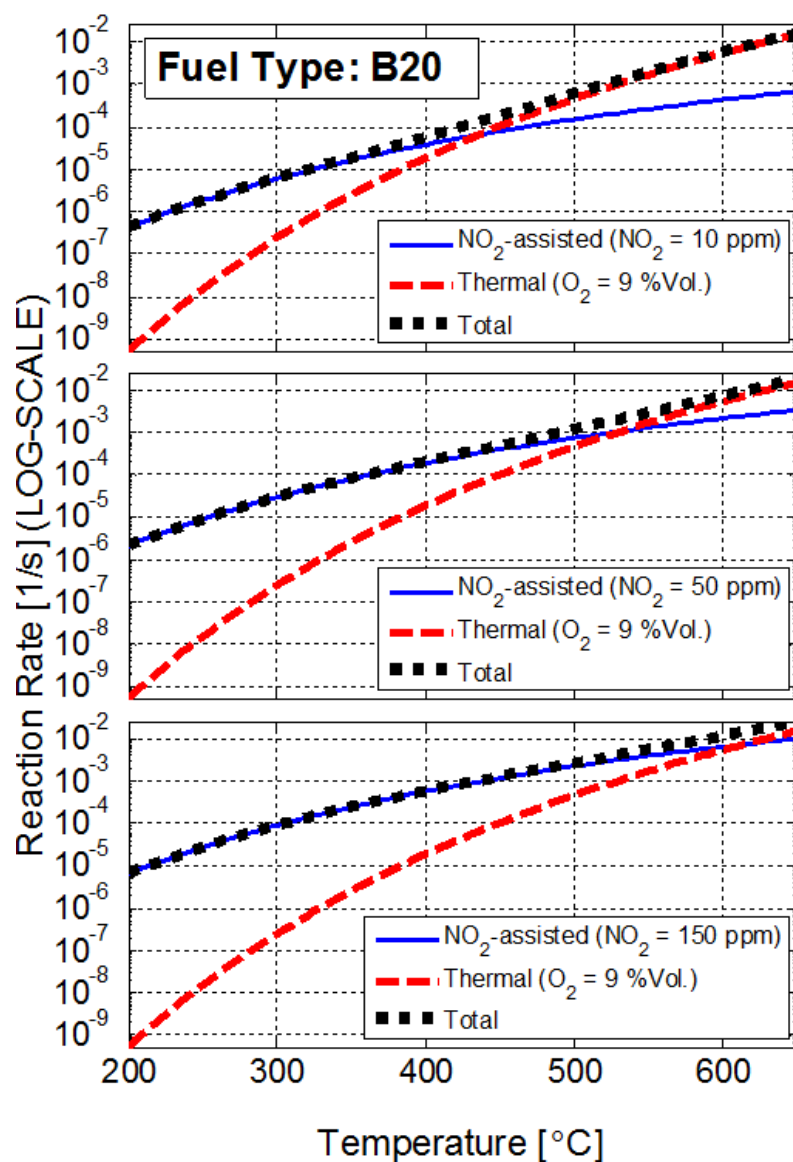 Fuel Type: B20
Reaction Rate [1/s] (LOG-SCALE)
10⁻²
10⁻³
10⁻⁴
10⁻⁵
10⁻⁶
10⁻⁷
10⁻⁸
10⁻⁹
NO₂-assisted (NO₂ = 10 ppm)
Thermal (O₂ = 9 %Vol.)
Total
10⁻²
10⁻³
10⁻⁴
10⁻⁵
10⁻⁶
10⁻⁷
10⁻⁸
10⁻⁹
NO₂-assisted (NO₂ = 50 ppm)
Thermal (O₂ = 9 %Vol.)
Total
10⁻²
10⁻³
10⁻⁴
10⁻⁵
10⁻⁶
10⁻⁷
10⁻⁸
10⁻⁹
NO₂-assisted (NO₂ = 150 ppm)
Thermal (O₂ = 9 %Vol.)
Total
200 300 400 500 600
Temperature [°C]